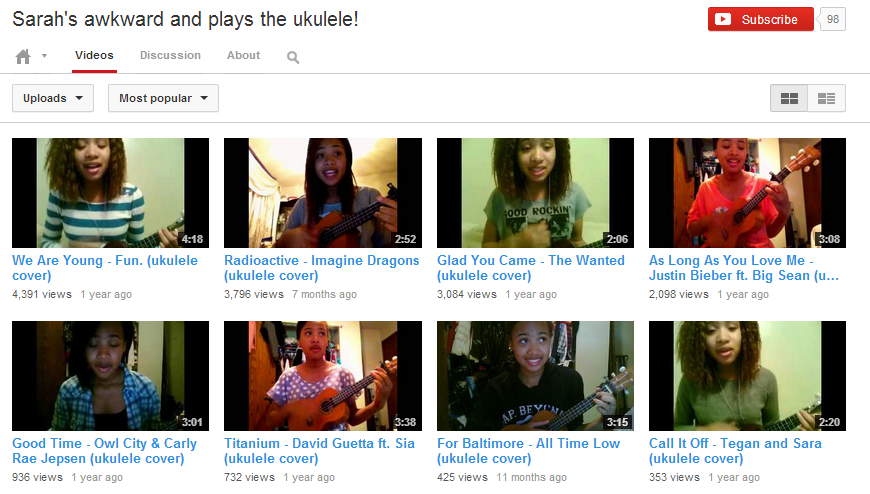 Sarah's awkward and plays the ukulele!
Subscribe 98
Videos Discussion About
Uploads Most popular
4:18 2:52 2:06 3:08
We Are Young - Fun. (ukulele
cover)
4,391 views 1 year ago
Radioactive - Imagine Dragons
(ukulele cover)
3,796 views 7 months ago
Glad You Came - The Wanted
(ukulele cover)
3,084 views 1 year ago
As Long As You Love Me -
Justin Bieber ft. Big Sean (u...
2,098 views 1 year ago
GOOD ROCKIN'
3:01 3:38 3:15 2:20
Good Time - Owl City & Carly
Rae Jepsen (ukulele cover)
936 views 1 year ago
Titanium - David Guetta ft. Sia
(ukulele cover)
732 views 1 year ago
For Baltimore - All Time Low
(ukulele cover)
425 views 11 months ago
Call It Off - Tegan and Sara
(ukulele cover)
353 views 1 year ago